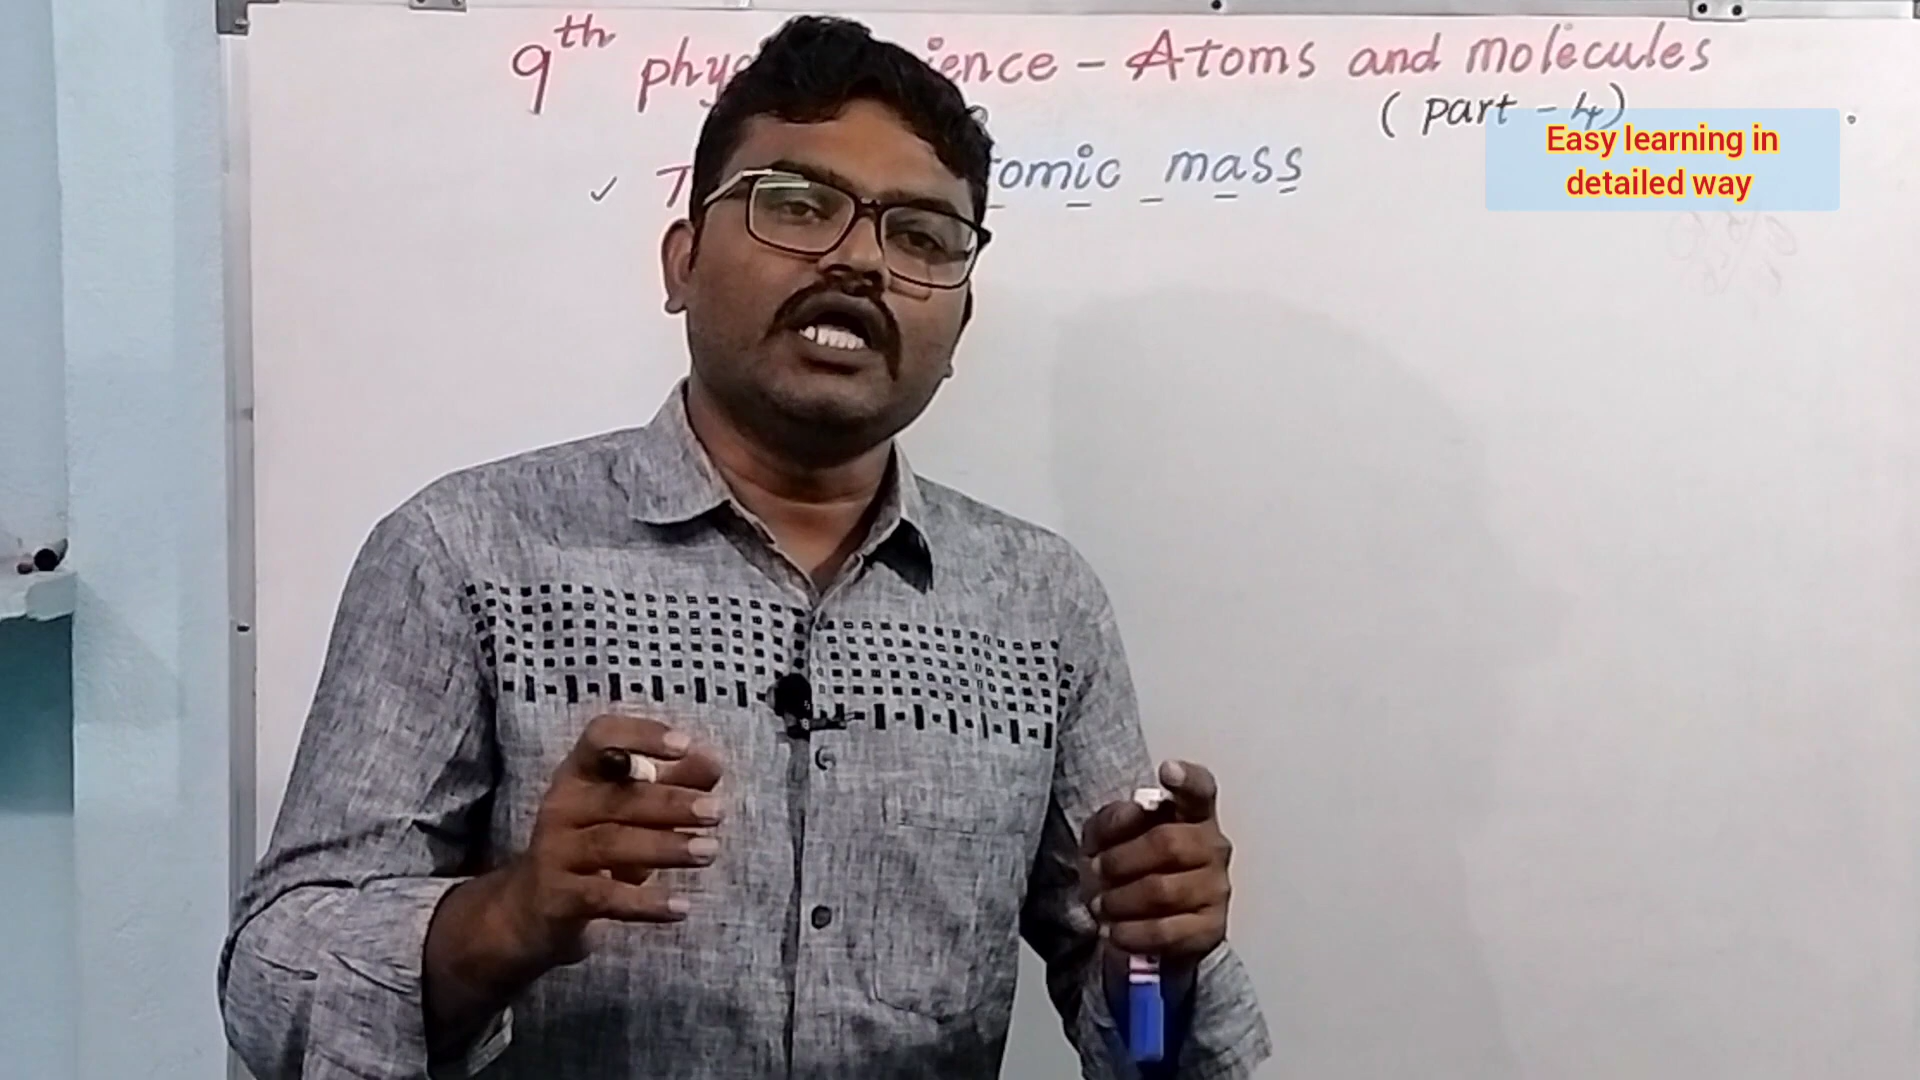 9th phy ience - Atoms and molecules
(part - 4)
Easy learning in
detailed way
✓ T omic mass